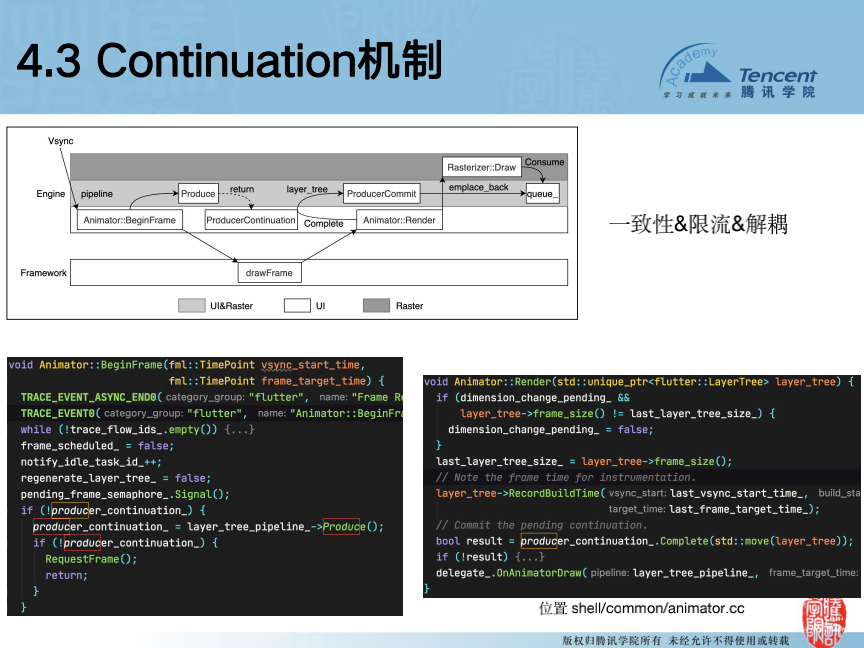 4.3 Continuation机制
Academy
学习成就未来
Tencent
腾讯学院
Vsync
Rasterizer::Draw
Consume
Engine
pipeline
Produce
return
layer_tree
ProducerCommit
emplace_back
queue_
Animator::BeginFrame
ProducerContinuation
Complete
Animator::Render
Framework
drawFrame
UI&Raster
UI
Raster
一致性&限流&解耦
void Animator::BeginFrame(fml::TimePoint vsync_start_time,
fml::TimePoint frame_target_time) {
TRACE_EVENT_ASYNC_END0( category_group: "flutter", name: "Frame Re
TRACE_EVENT0( category_group: "flutter", name: "Animator::BeginFra
while (!trace_flow_ids_.empty()) {...}
frame_scheduled_ = false;
notify_idle_task_id_++;
regenerate_layer_tree_ = false;
pending_frame_semaphore_.Signal();
if (!producer_continuation_) {
producer_continuation_ = layer_tree_pipeline_->Produce();
if (!producer_continuation_) {
RequestFrame();
return;
}
}
void Animator::Render(std::unique_ptr<flutter::LayerTree> layer_tree) {
if (dimension_change_pending_ &&
layer_tree->frame_size() != last_layer_tree_size_) {
dimension_change_pending_ = false;
}
last_layer_tree_size_ = layer_tree->frame_size();
// Note the frame time for instrumentation.
layer_tree->RecordBuildTime( vsync_start: last_vsync_start_time_, build_sta
target_time: last_frame_target_time_);
// Commit the pending continuation.
bool result = producer_continuation_.Complete(std::move(layer_tree));
if (!result) {...}
delegate_.OnAnimatorDraw( pipeline: layer_tree_pipeline_, frame_target_time:
}
位置 shell/common/animator.cc
版权归腾讯学院所有 未经允许不得使用或转载